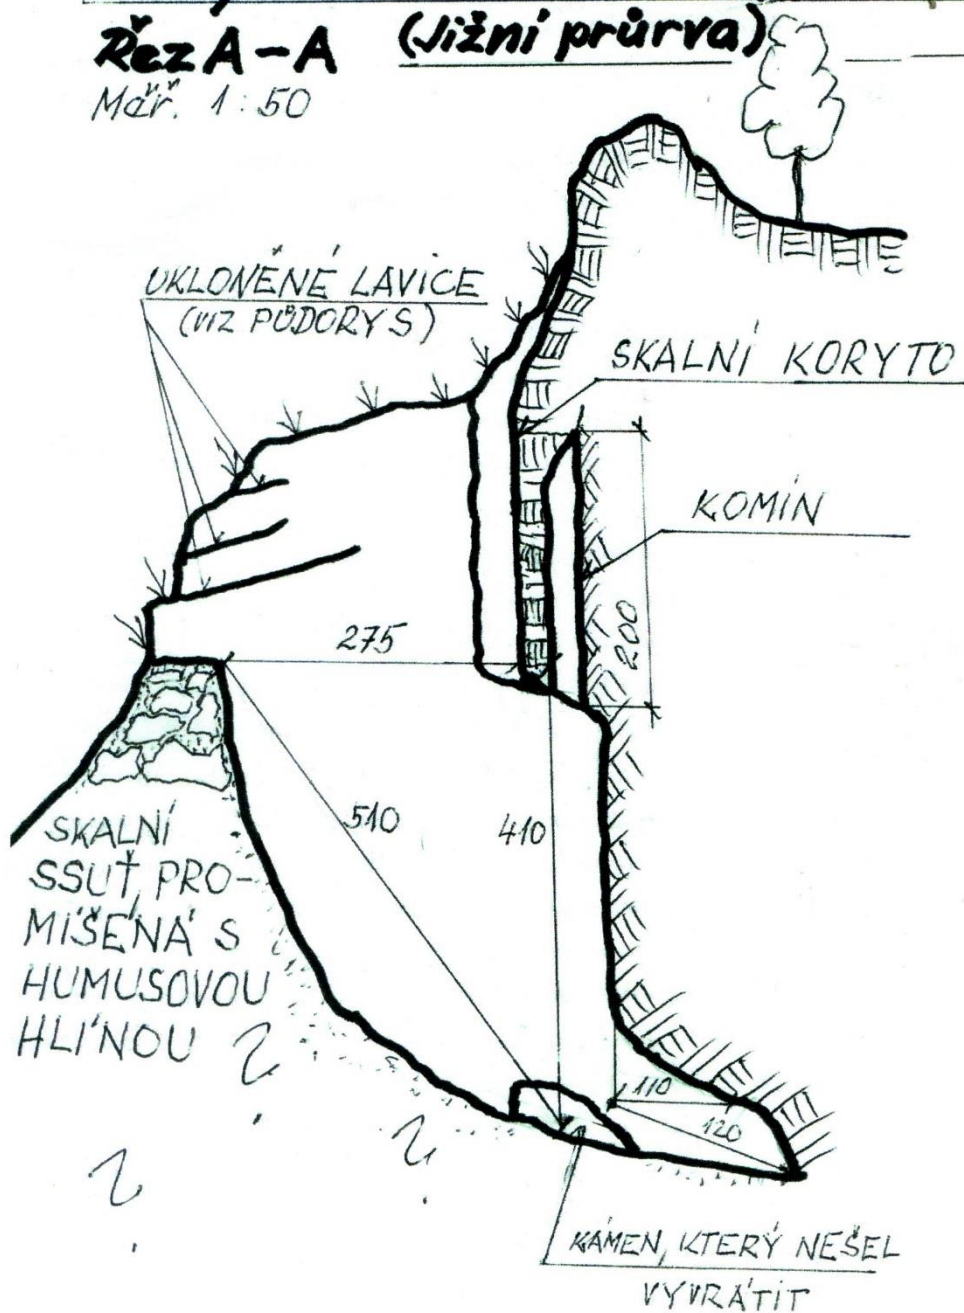 Řez A-A (Jižní průrva)
Měř. 1:50
UKLONĚNÉ LAVICE
(VIZ PŮDORYS)
SKALNÍ KORYTO
KOMÍN
200
275
510
410
SKALNÍ
SSUŤ, PRO-
MÍŠENÁ S
HUMUSOVOU
HLÍNOU
110
120
KÁMEN, KTERÝ NEŠEL
VYVRÁTIT